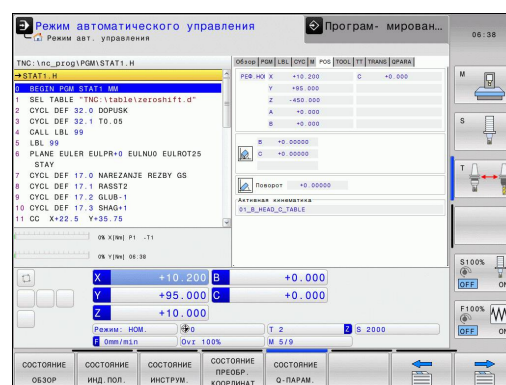 Режим автоматического управления
Режим авт. управления
Програм- мирован…
06:38
TNC:\nc_prog\PGM\STAT1.H
→STAT1.H
0 BEGIN PGM STAT1 MM
1 SEL TABLE "TNC:\table\zeroshift.d"
2 CYCL DEF 32.0 DOPUSK
3 CYCL DEF 32.1 T0.05
4 CALL LBL 99
5 LBL 99
6 PLANE EULER EULPR+0 EULNU0 EULROT25
STAY
7 CYCL DEF 17.0 NAREZANJE REZBY GS
8 CYCL DEF 17.1 RASST2
9 CYCL DEF 17.2 GLUB-1
10 CYCL DEF 17.3 SHAG+1
11 CC X+22.5 Y+35.75
0% X[Nm] P1 -T1
0% Y[Nm] 06:38
Обзор PGM LBL CYC M POS TOOL TT TRANS QPARA
РЕФ.НОМ X +10.200 C +0.000
Y +95.000
Z -450.000
A +0.000
B +0.000
B +0.00000
C +0.00000
Поворот +0.00000
Активная кинематика
01_B_HEAD_C_TABLE
X +10.200 B +0.000
Y +95.000 C +0.000
Z +10.000
Режим: НОМ. 0 T 2 Z S 2000
F 0mm/min Ovr 100% M 5/9
M
S
T
S100%
OFF ON
F100%
OFF ON
СОСТОЯНИЕ ОБЗОР
СОСТОЯНИЕ ИНД.ПОЛ.
СОСТОЯНИЕ ИНСТРУМ.
СОСТОЯНИЕ ПРЕОБР. КООРДИНАТ
СОСТОЯНИЕ Q-ПАРАМ.